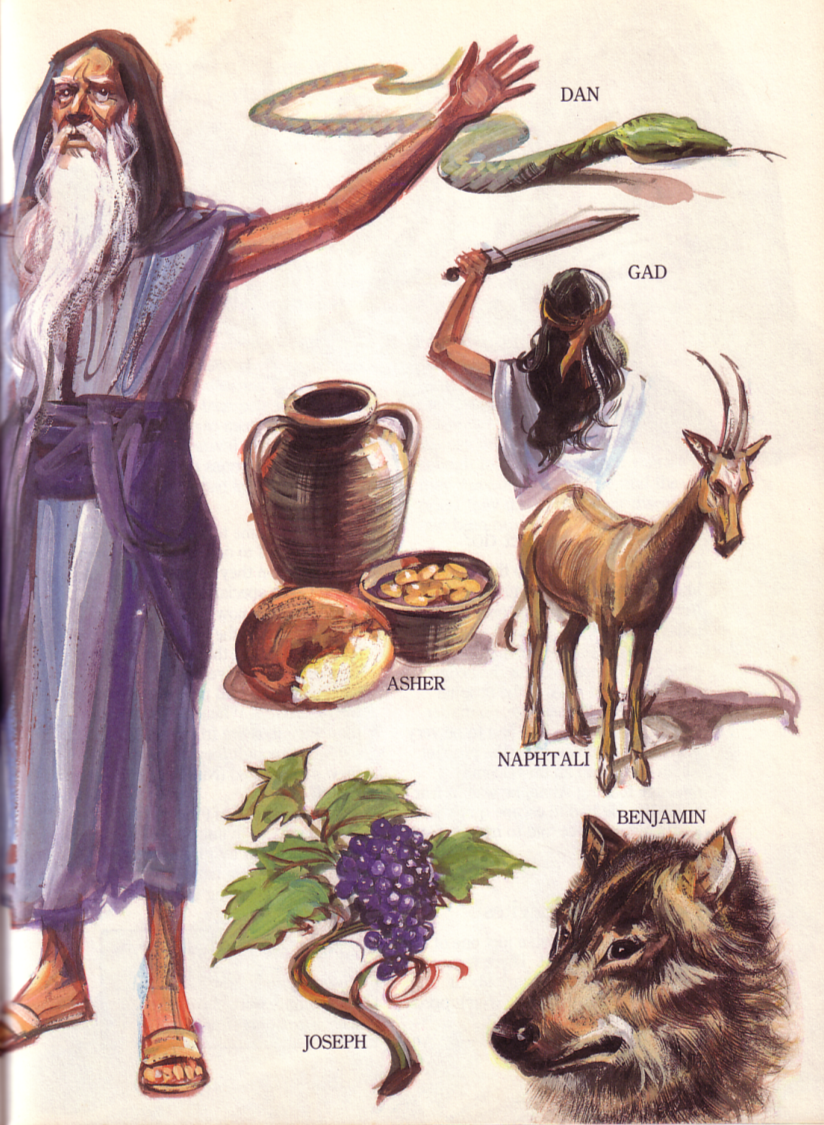 DAN
GAD
ASHER
NAPHTALI
BENJAMIN
JOSEPH